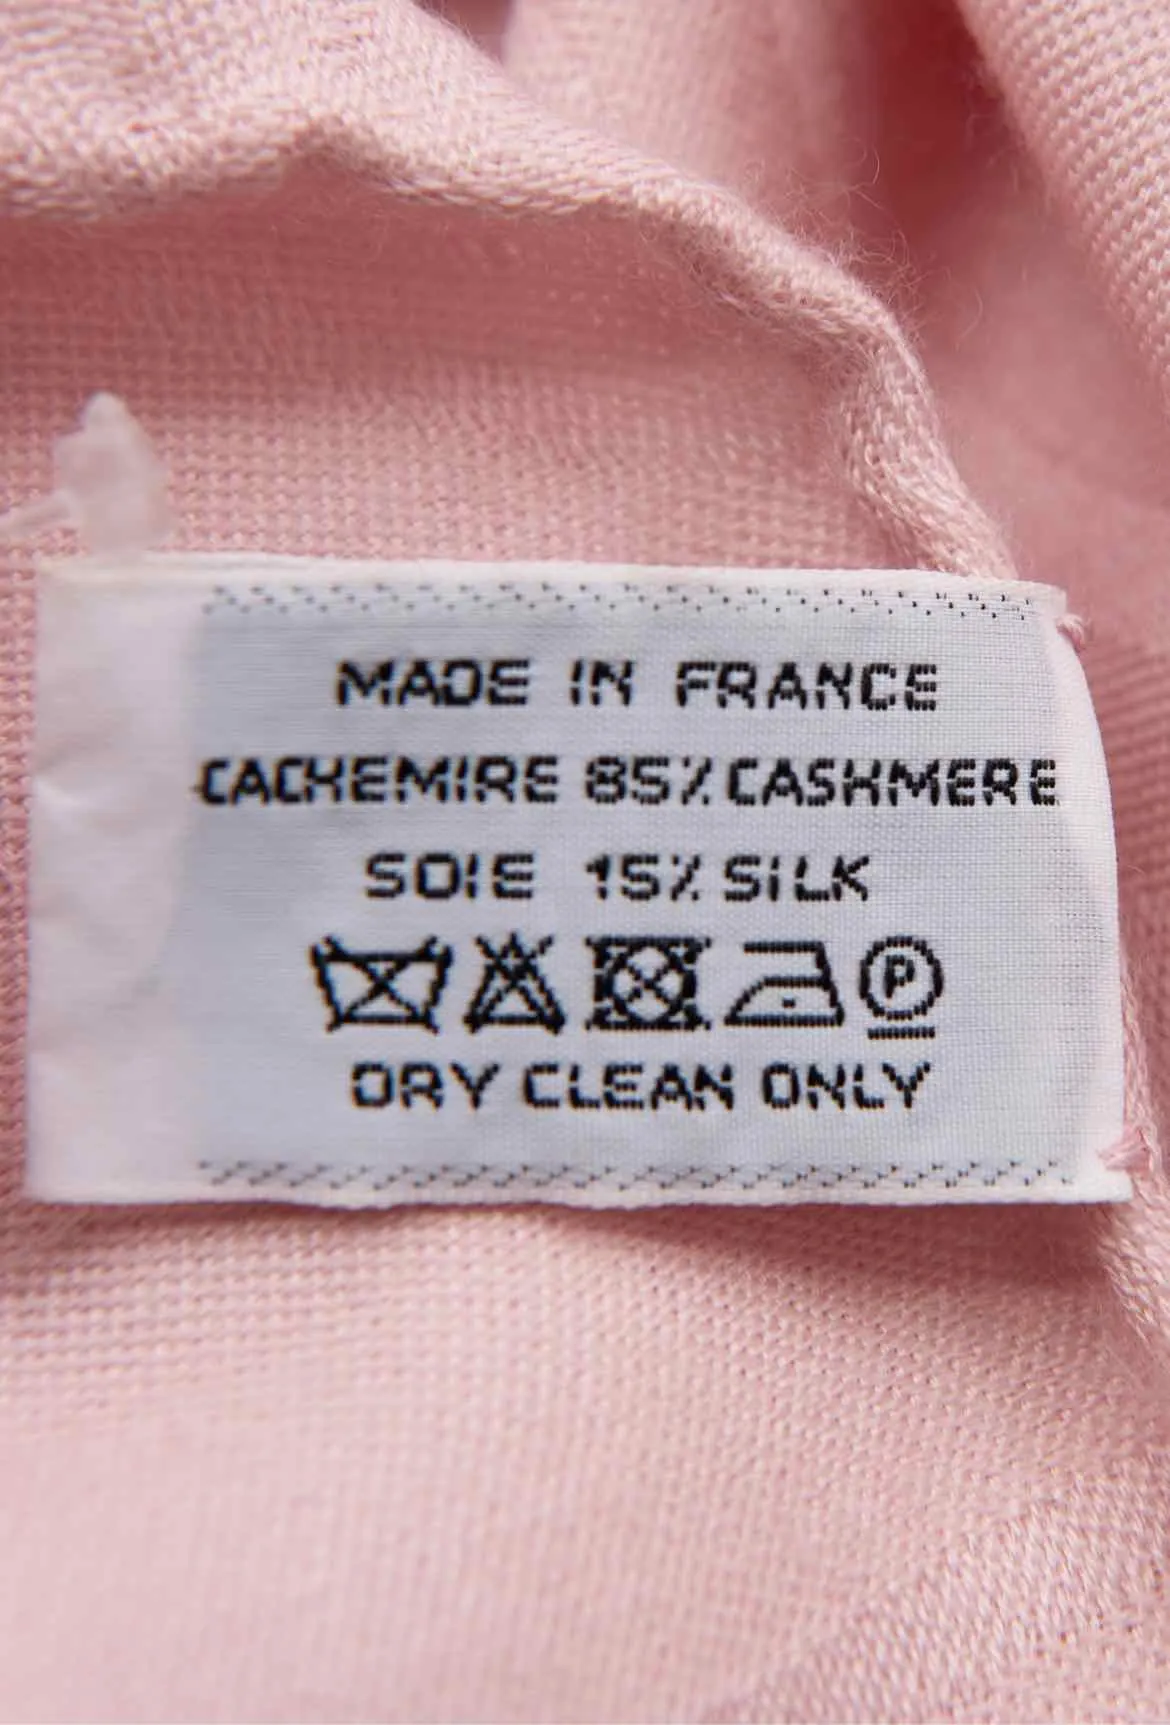 MADE IN FRANCE
CACHEMIRE 85% CASHMERE
SOIE 15% SILK
P
DRY CLEAN ONLY